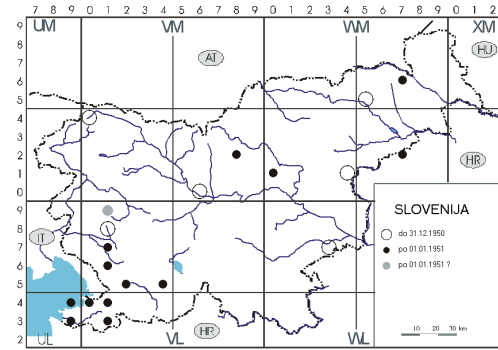 UM VM WM XM
9
8
7
6
5
4
3
2
1
0
9
8
7
6
5
4
3
2
7 8 9 0 1 2 3 4 5 6 7 8 9 0 1 2 3 4 5 6 7 8 9 0 1 2
AT
HU
HR
IT
HR
UL VL WL
SLOVENIJA
do 31.12.1950
po 01.01.1951
po 01.01.1951 ?
10 20 30 km